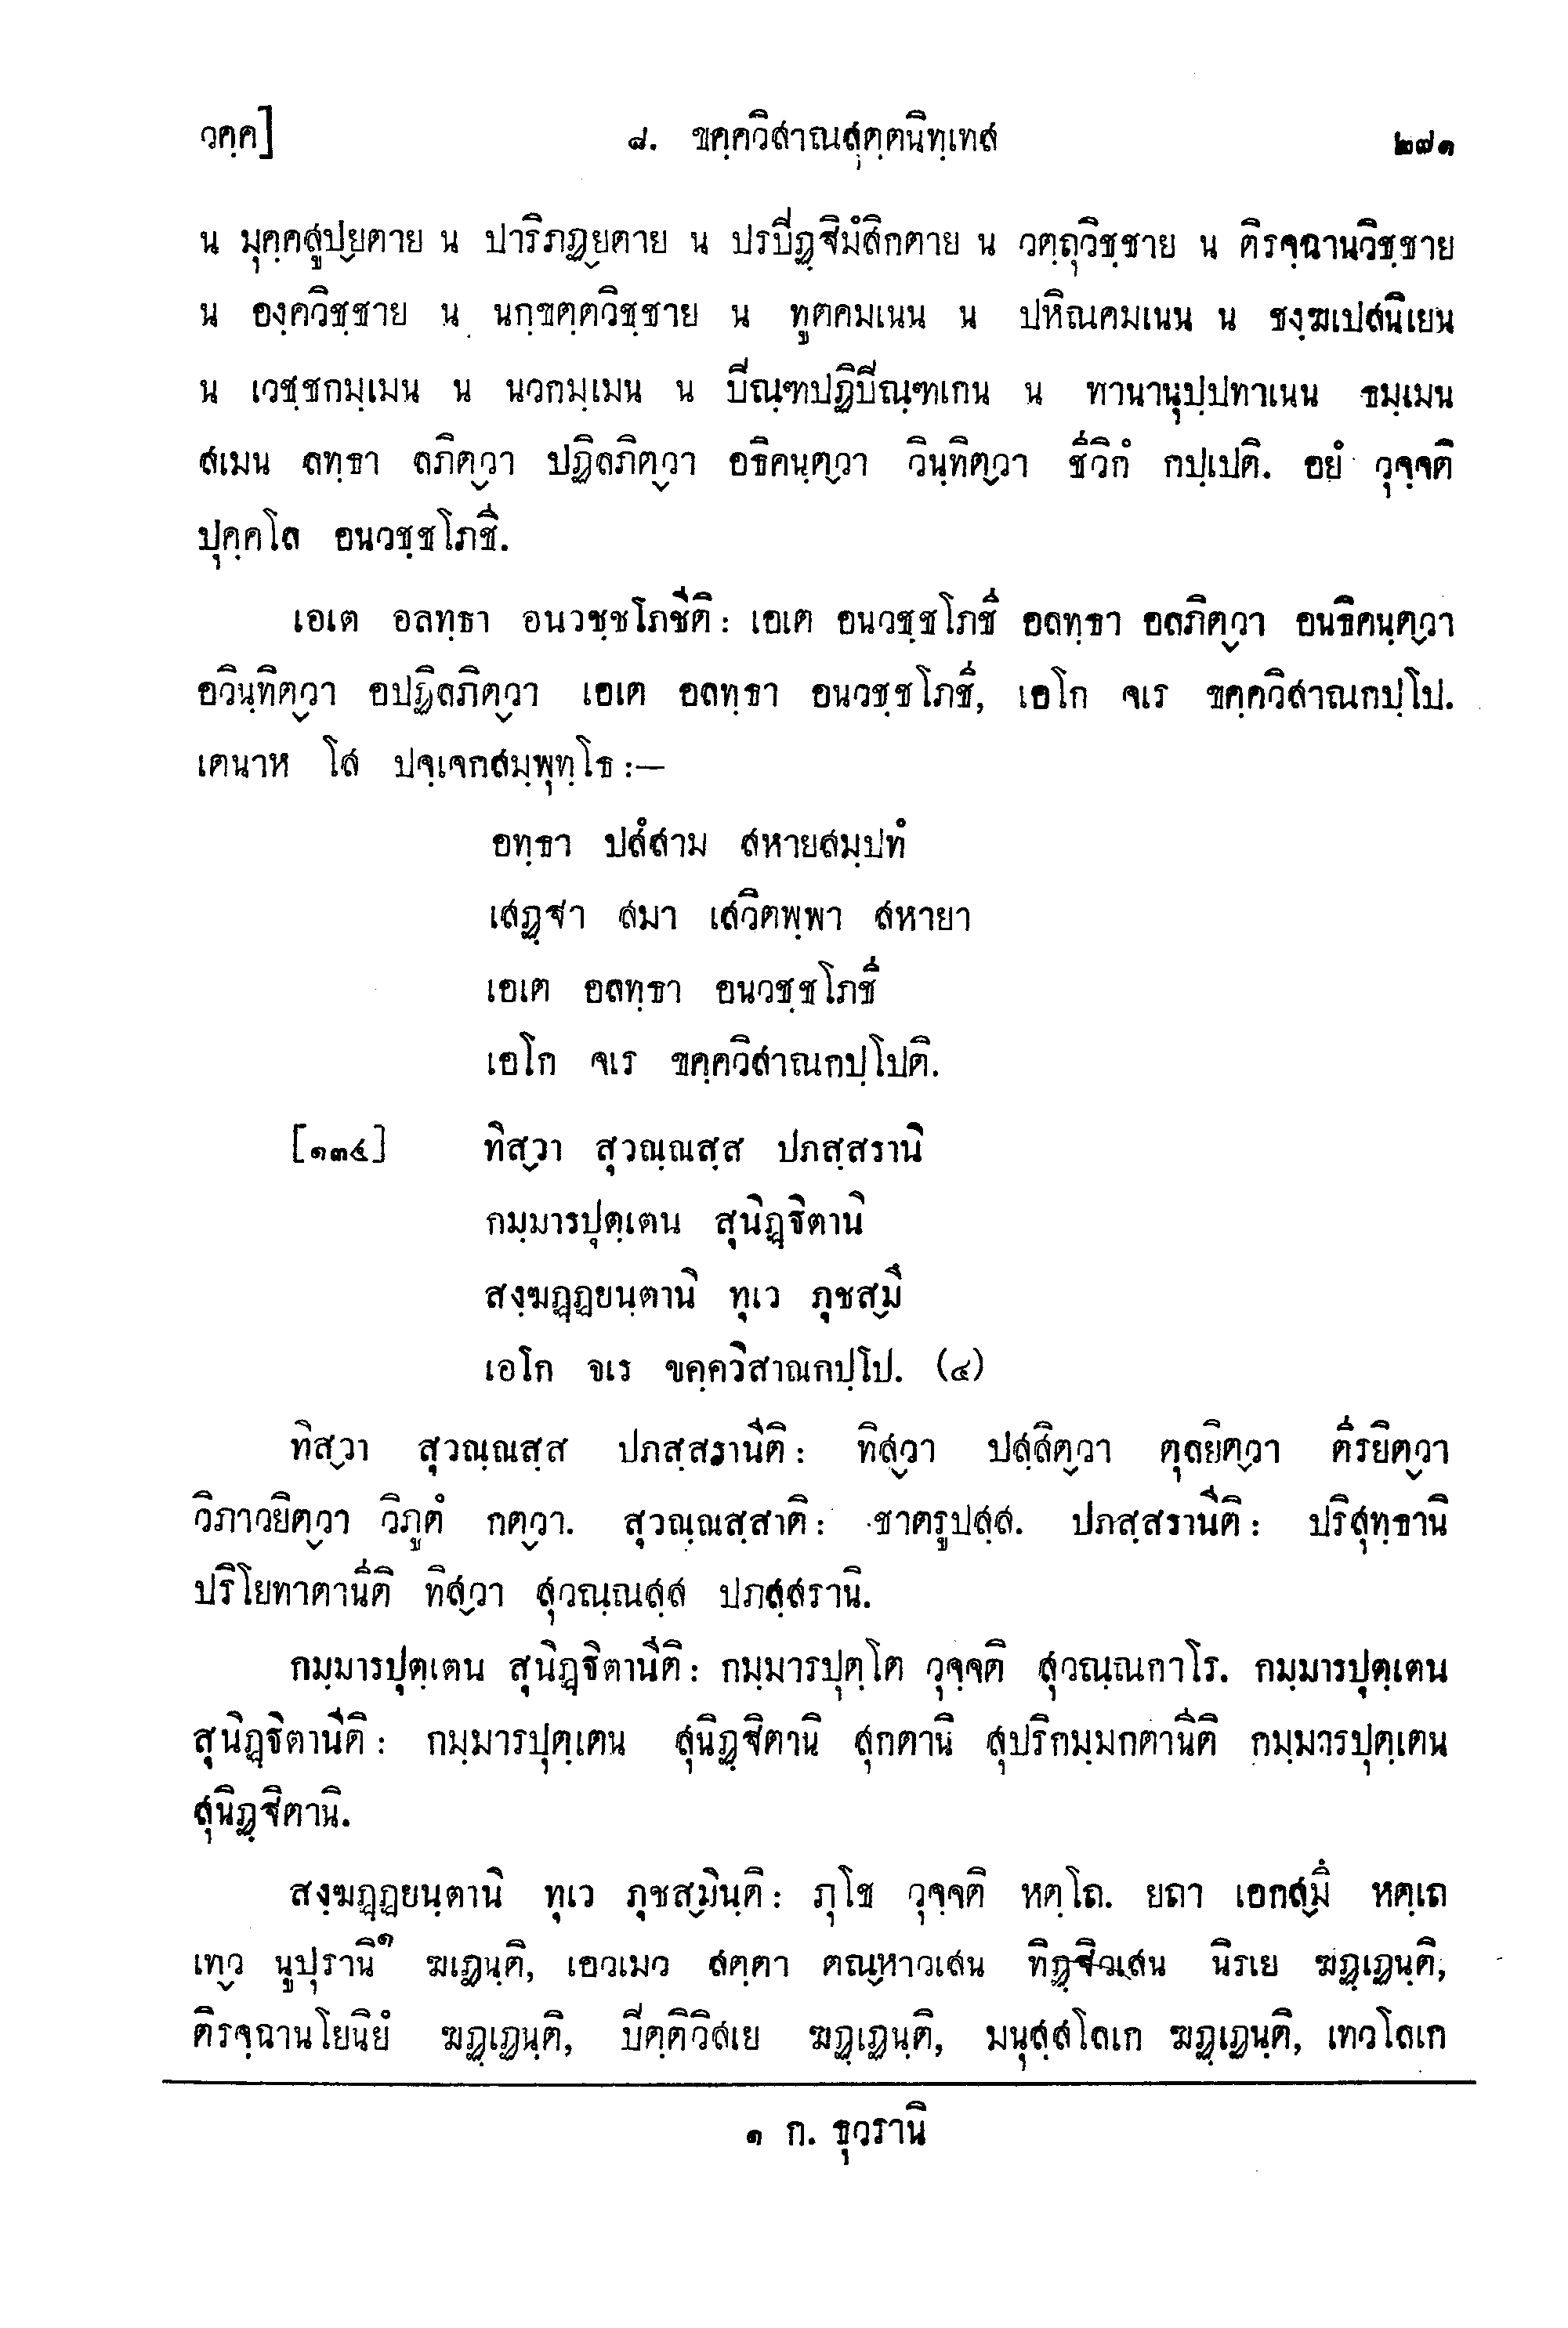 วคฺค]
๘. ขคฺควิสาณสุตฺตนิทฺเทส
๒๗๑
น มุคฺคสูปฺยตาย น ปาริภฏฺยตาย น ปรปีฏฺฐิมํสิกตาย น วตฺถุวิชฺชาย น ติรจฺฉานวิชฺชาย
น องฺควิชฺชาย น นกฺขตฺตวิชฺชาย น ทูตคมเนน น ปหิณคมเนน น ชงฺฆเปสนิเยน
น เวชฺชกมฺเมน น นวกมฺเมน น ปิณฺฑปฏิปิณฺฑเกน น ทานานุปฺปทาเนน ธมฺเมน
สเมน ลทฺธา ลภิตฺวา ปฏิลภิตฺวา อธิคนฺตฺวา วินฺทิตฺวา ชีวิกํ กปฺเปติ. อยํ วุจฺจติ
ปุคฺคโล อนวชฺชโภชี.
เอเต อลทฺธา อนวชฺชโภชีติ: เอเต อนวชฺชโภชี อลทฺธา อลภิตฺวา อนธิคนฺตฺวา
อวินฺทิตฺวา อปฏิลภิตฺวา เอเต อลทฺธา อนวชฺชโภชี, เอโก จเร ขคฺควิสาณกปฺโป.
เตนาห โส ปจฺเจกสมฺพุทฺโธ :—
อทฺธา ปสํสาม สหายสมฺปทํ
เสฏฺฐา สมา เสวิตพฺพา สหายา
เอเต อลทฺธา อนวชฺชโภชี
เอโก จเร ขคฺควิสาณกปฺโปติ.
[๑๓๔] ทิสฺวา สุวณฺณสฺส ปภสฺสรานิ
กมฺมารปุตฺเตน สุนิฏฺฐิตานิ
สงฺฆฏฺฏยนฺตานิ ทุเว ภุชสฺมึ
เอโก จเร ขคฺควิสาณกปฺโป. (๔)
ทิสฺวา สุวณฺณสฺส ปภสฺสรานีติ: ทิสฺวา ปสฺสิตฺวา ตุลยิตฺวา ตีรยิตฺวา
วิภาวยิตฺวา วิภูตํ กตฺวา. สุวณฺณสฺสาติ: ชาตรูปสฺส. ปภสฺสรานีติ: ปริสุทฺธานิ
ปริโยทาตานีติ ทิสฺวา สุวณฺณสฺส ปภสฺสรานิ.
กมฺมารปุตฺเตน สุนิฏฺฐิตานีติ: กมฺมารปุตฺโต วุจฺจติ สุวณฺณกาโร. กมฺมารปุตฺเตน
สุนิฏฺฐิตานีติ: กมฺมารปุตฺเตน สุนิฏฺฐิตานิ สุกตานิ สุปริกมฺมกตานีติ กมฺมารปุตฺเตน
สุนิฏฺฐิตานิ.
สงฺฆฏฺฏยนฺตานิ ทุเว ภุชสฺมินฺติ: ภุโช วุจฺจติ หตฺโถ. ยถา เอกสฺมึ หตฺเถ
เทฺว นูปุรานิ๑ ฆเฏนฺติ, เอวเมว สตฺตา ตณฺหาวเสน ทิฏฺฐิวเสน นิรเย ฆฏฺเฏนฺติ,
ติรจฺฉานโยนิยํ ฆฏฺเฏนฺติ, ปิตฺติวิสเย ฆฏฺเฏนฺติ, มนุสฺสโลเก ฆฏฺเฏนฺติ, เทวโลเก
๑ ก. ธุวรานิ